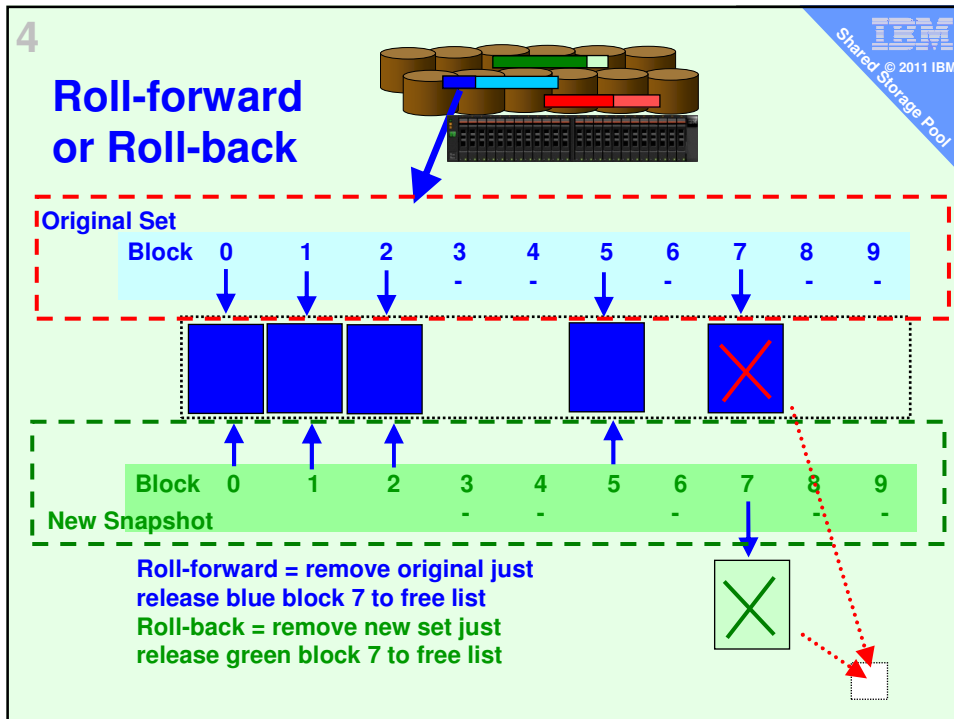 4
IBM
© 2011 IBM
Shared Storage Pool
Roll-forward
or Roll-back
Original Set
Block 0 1 2 3 4 5 6 7 8 9
- - - - -
Block 0 1 2 3 4 5 6 7 8 9
- - - - -
New Snapshot
Roll-forward = remove original just
release blue block 7 to free list
Roll-back = remove new set just
release green block 7 to free list